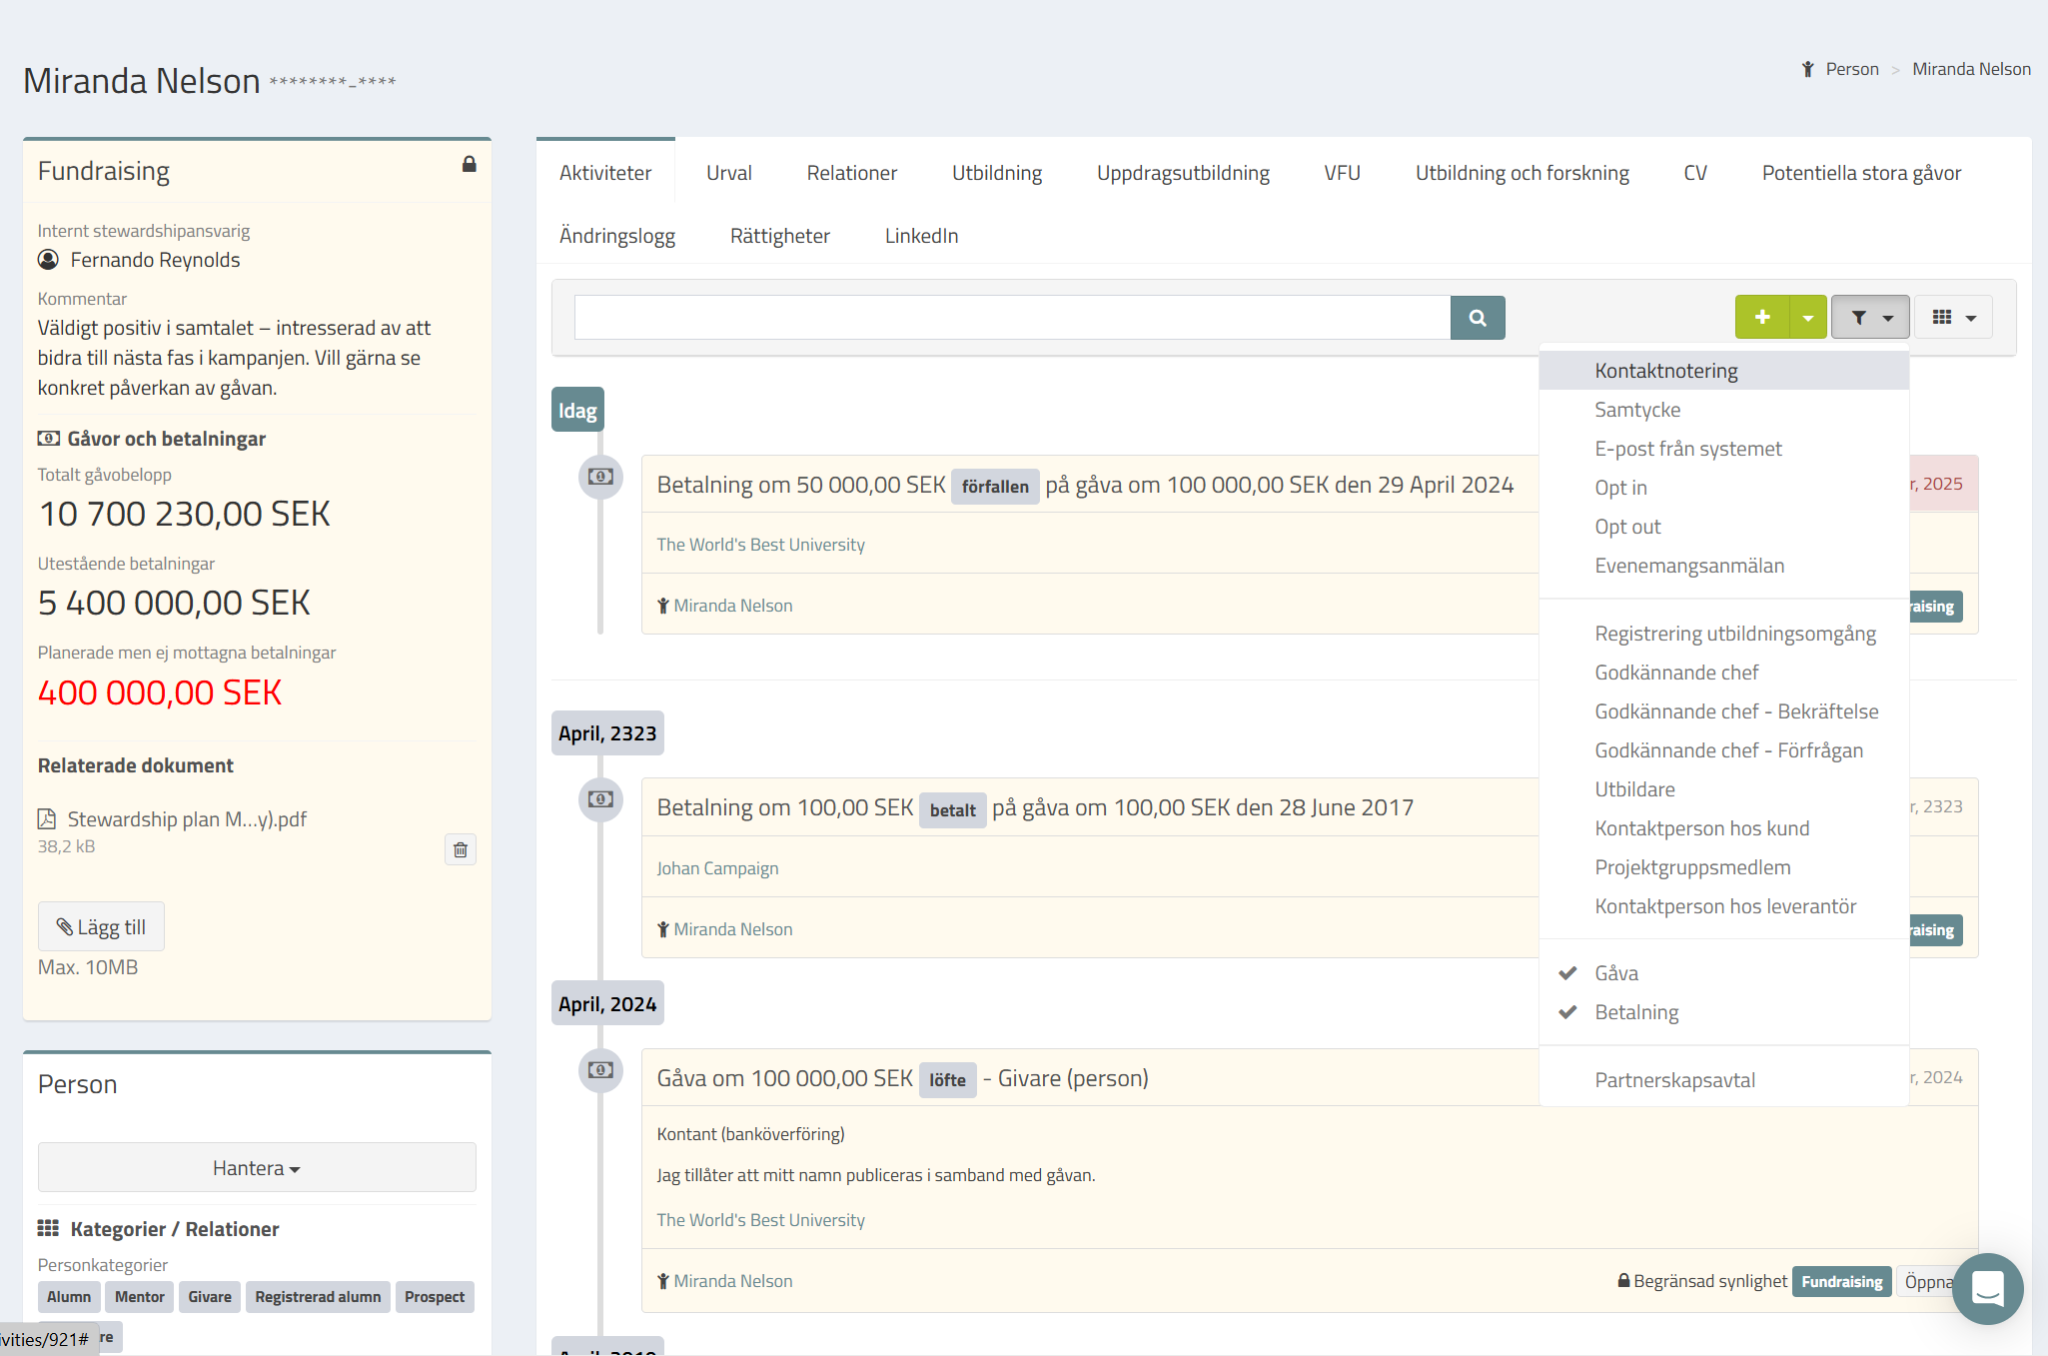 Miranda Nelson ********-****
Person > Miranda Nelson
Fundraising
Internt stewardshipansvarig
Fernando Reynolds
Kommentar
Väldigt positiv i samtalet – intresserad av att
bidra till nästa fas i kampanjen. Vill gärna se
konkret påverkan av gåvan.
Gåvor och betalningar
Totalt gåvobelopp
10 700 230,00 SEK
Utestående betalningar
5 400 000,00 SEK
Planerade men ej mottagna betalningar
400 000,00 SEK
Relaterade dokument
Stewardship plan M...y).pdf
38,2 kB
Lägg till
Max. 10MB
Person
Hantera
Kategorier / Relationer
Personkategorier
Alumn Mentor Givare Registrerad alumn Prospect
re
ivities/921#
Aktiviteter Urval Relationer Utbildning Uppdragsutbildning VFU Utbildning och forskning CV Potentiella stora gåvor
Ändringslogg Rättigheter LinkedIn
Idag
Betalning om 50 000,00 SEK förfallen på gåva om 100 000,00 SEK den 29 April 2024
r, 2025
The World's Best University
Miranda Nelson
raising
April, 2323
Betalning om 100,00 SEK betalt på gåva om 100,00 SEK den 28 June 2017
r, 2323
Johan Campaign
Miranda Nelson
raising
April, 2024
Gåva om 100 000,00 SEK löfte - Givare (person)
r, 2024
Kontant (banköverföring)
Jag tillåter att mitt namn publiceras i samband med gåvan.
The World's Best University
Miranda Nelson
Begränsad synlighet Fundraising Öppna
Kontaktnotering
Samtycke
E-post från systemet
Opt in
Opt out
Evenemangsanmälan
Registrering utbildningsomgång
Godkännande chef
Godkännande chef - Bekräftelse
Godkännande chef - Förfrågan
Utbildare
Kontaktperson hos kund
Projektgruppsmedlem
Kontaktperson hos leverantör
Gåva
Betalning
Partnerskapsavtal